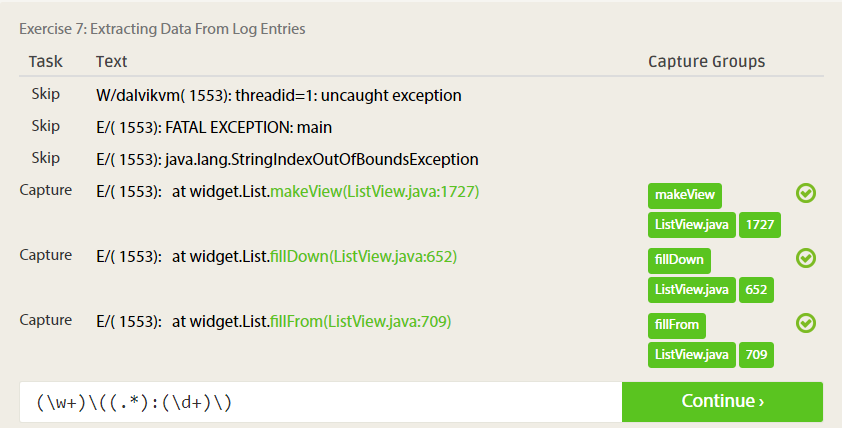 Exercise 7: Extracting Data From Log Entries
Task Text Capture Groups
Skip W/dalvikvm( 1553): threadid=1: uncaught exception
Skip E/( 1553): FATAL EXCEPTION: main
Skip E/( 1553): java.lang.StringIndexOutOfBoundsException
Capture E/( 1553):   at widget.List.makeView(ListView.java:1727) makeView
ListView.java 1727
Capture E/( 1553):   at widget.List.fillDown(ListView.java:652) fillDown
ListView.java 652
Capture E/( 1553):   at widget.List.fillFrom(ListView.java:709) fillFrom
ListView.java 709
(\w+)\((.*):(\d+)\) Continue ›